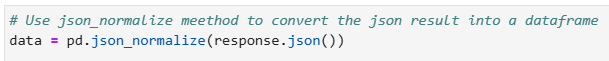 # Use json_normalize meethod to convert the json result into a dataframe
data = pd.json_normalize(response.json())